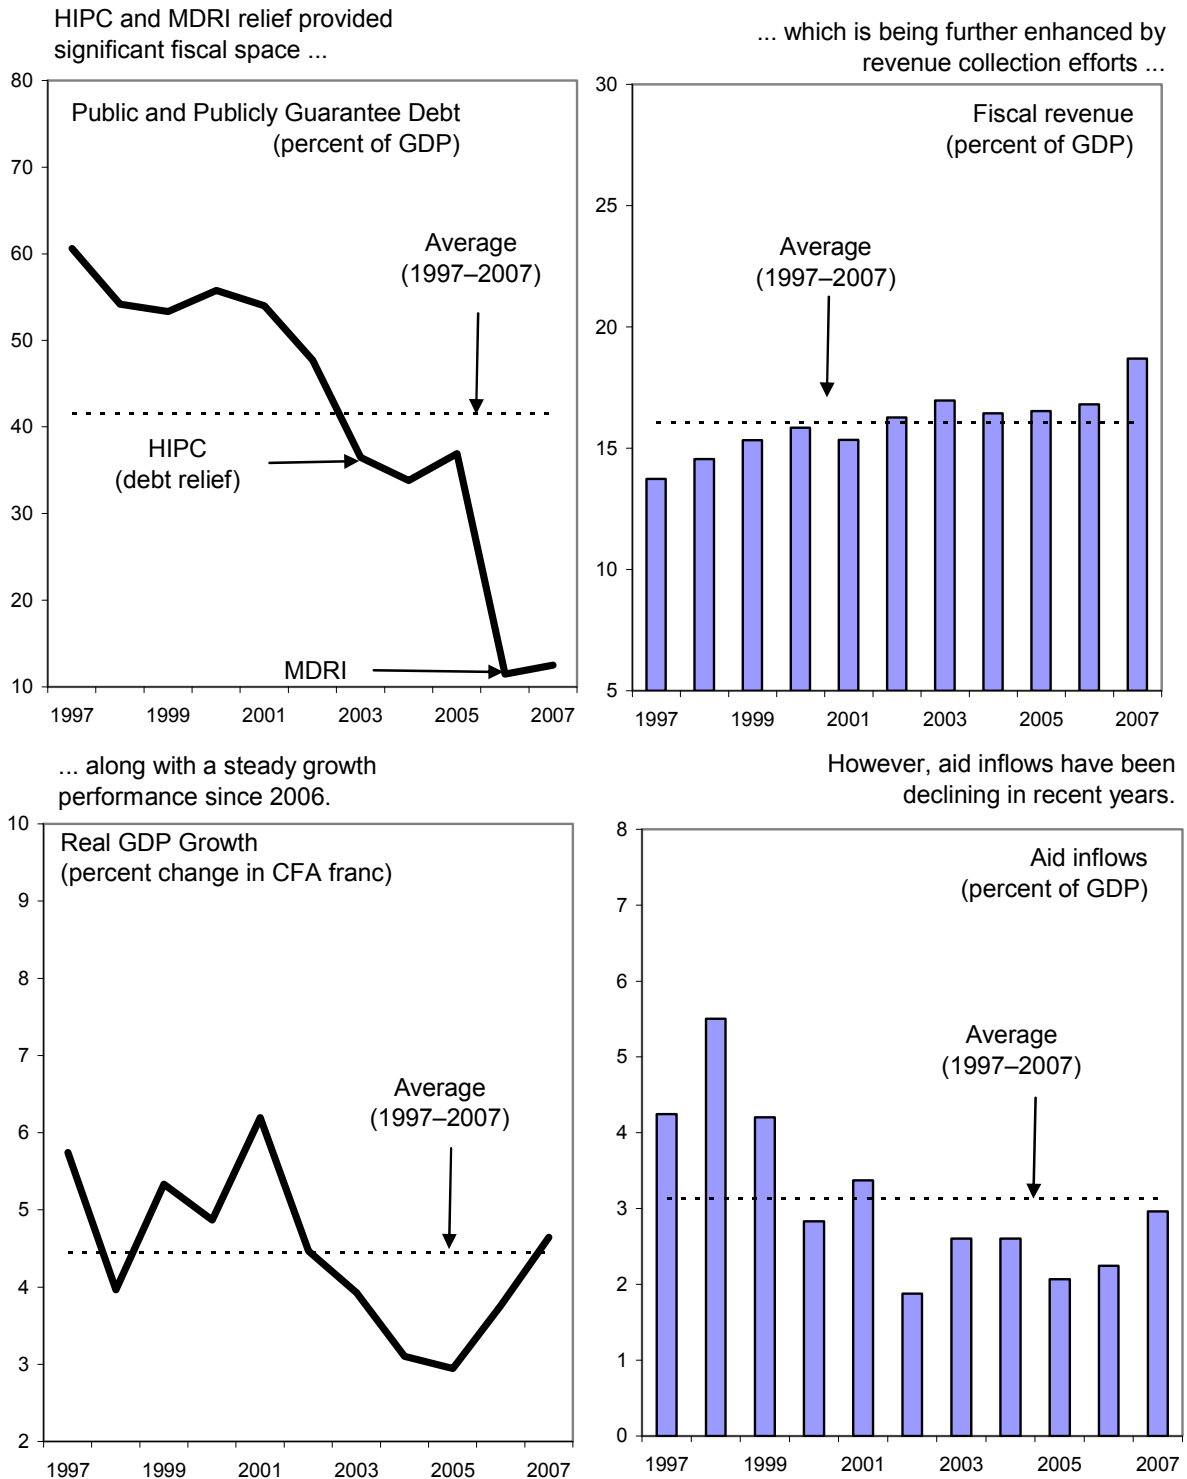 HIPC and MDRI relief provided
significant fiscal space ...
80
70
60
50
40
30
20
10
Public and Publicly Guarantee Debt
(percent of GDP)
Average
(1997–2007)
HIPC
(debt relief)
MDRI
1997
1999
2001
2003
2005
2007
... which is being further enhanced by
revenue collection efforts ...
30
25
20
15
10
5
Fiscal revenue
(percent of GDP)
Average
(1997–2007)
1997
1999
2001
2003
2005
2007
... along with a steady growth
performance since 2006.
10
9
8
7
6
5
4
3
2
Real GDP Growth
(percent change in CFA franc)
Average
(1997–2007)
1997
1999
2001
2003
2005
2007
However, aid inflows have been
declining in recent years.
8
7
6
5
4
3
2
1
0
Aid inflows
(percent of GDP)
Average
(1997–2007)
1997
1999
2001
2003
2005
2007